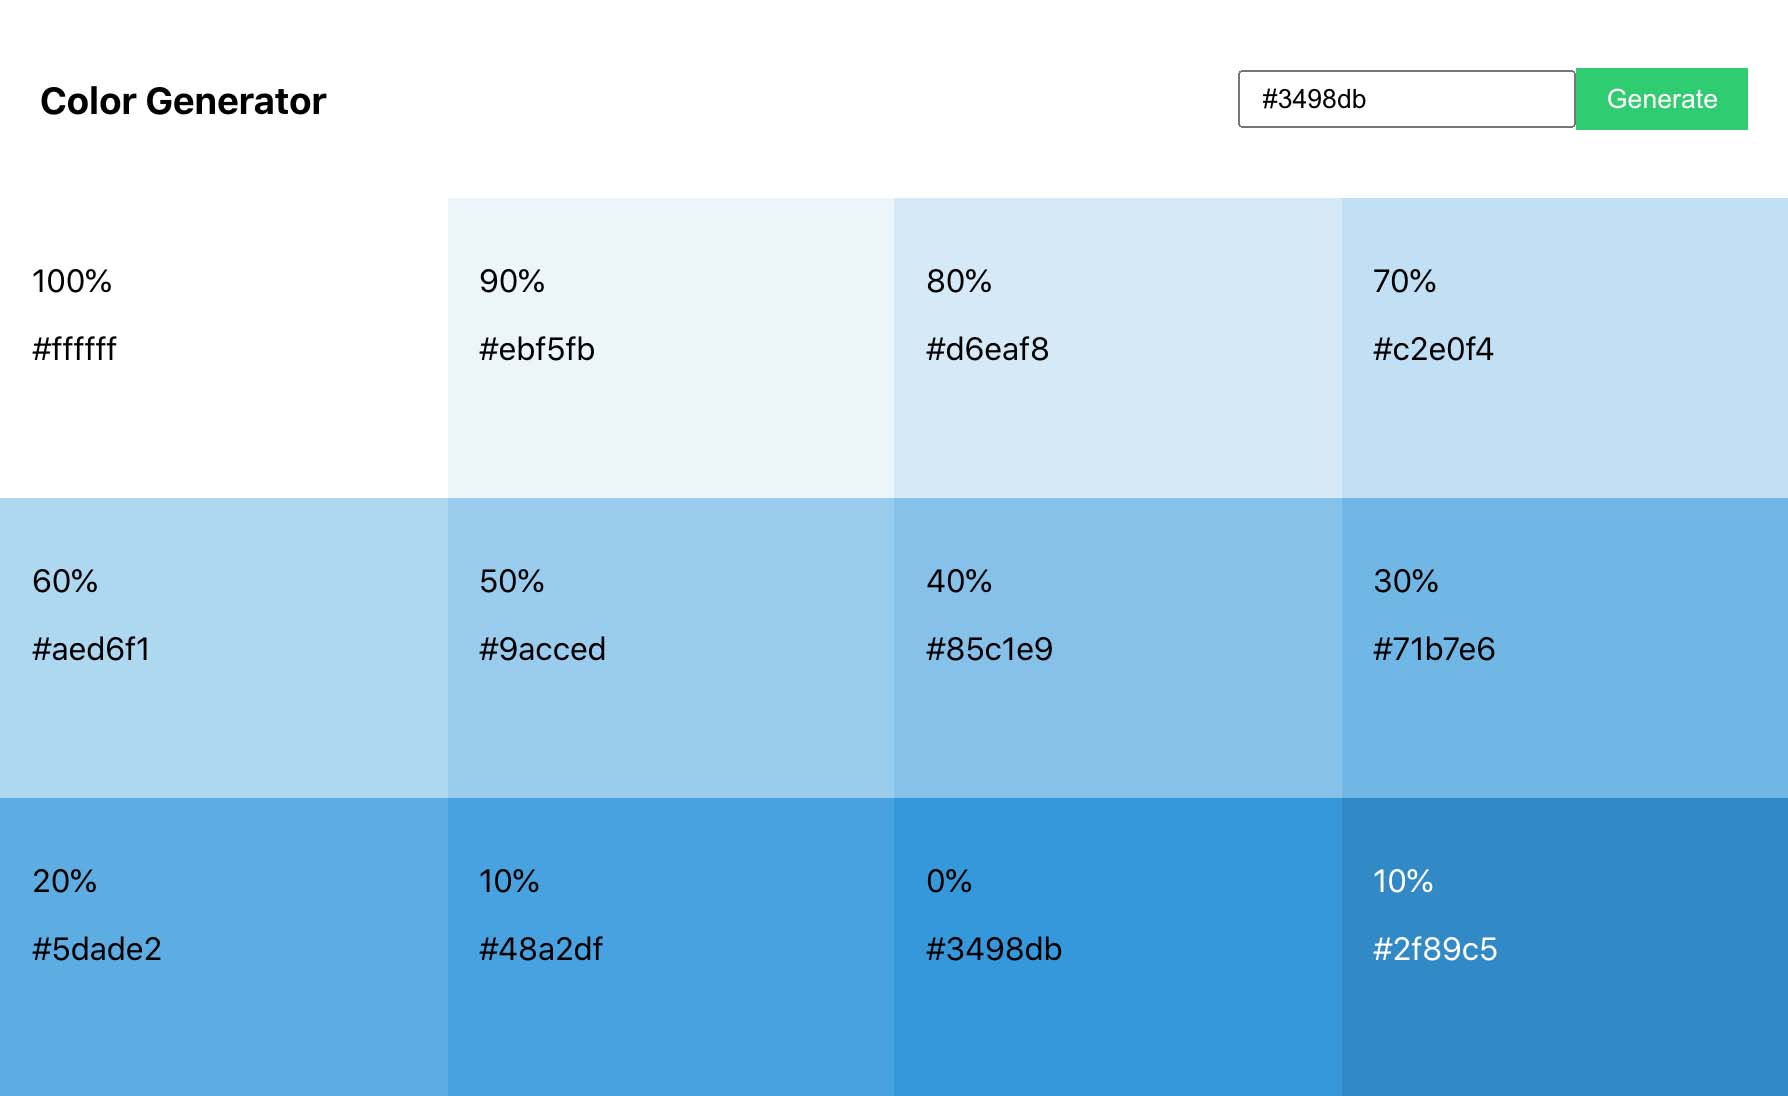 Color Generator
#3498db
Generate
100%
#ffffff
90%
#ebf5fb
80%
#d6eaf8
70%
#c2e0f4
60%
#aed6f1
50%
#9acced
40%
#85c1e9
30%
#71b7e6
20%
#5dade2
10%
#48a2df
0%
#3498db
10%
#2f89c5